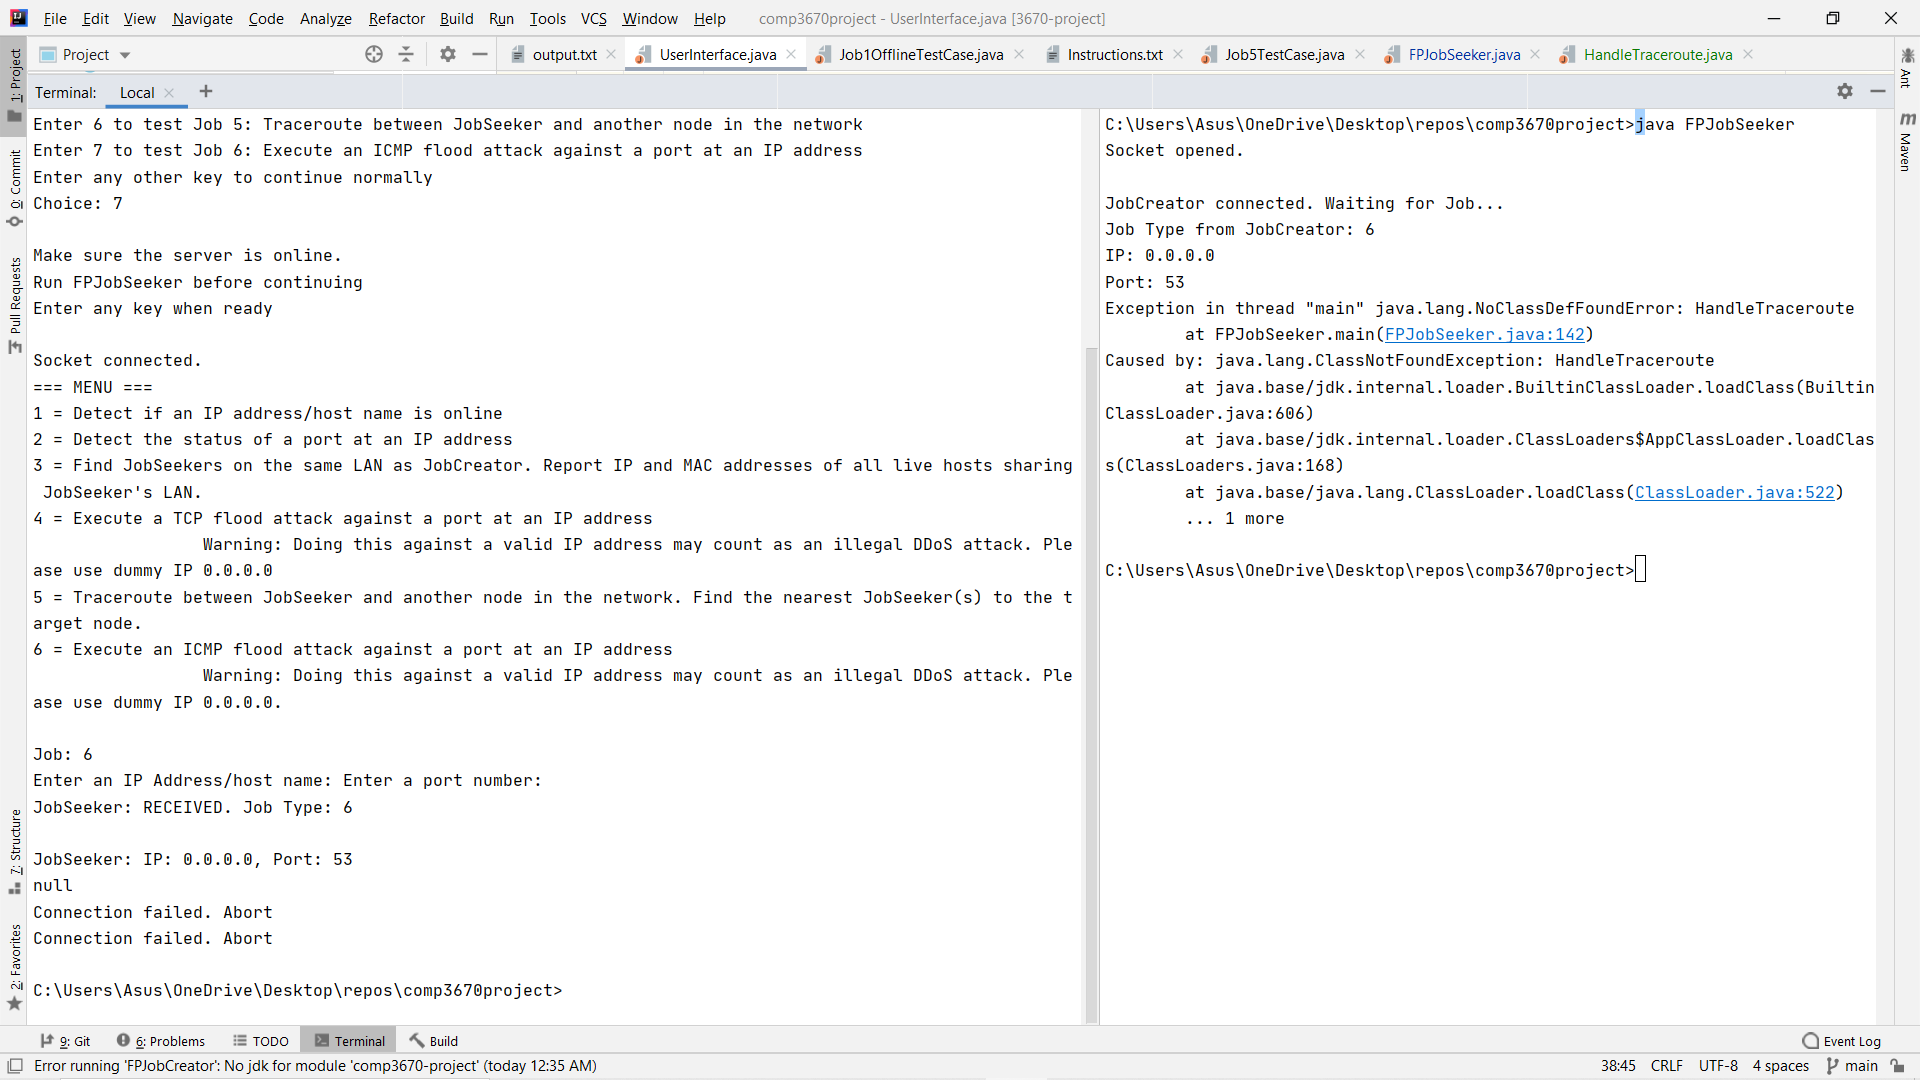 File Edit View Navigate Code Analyze Refactor Build Run Tools VCS Window Help comp3670project - UserInterface.java [3670-project]
Project output.txt UserInterface.java Job1OfflineTestCase.java Instructions.txt Job5TestCase.java FPJobSeeker.java HandleTraceroute.java
Terminal: Local +
1: Project
0: Commit
Pull Requests
7: Structure
2: Favorites
Enter 6 to test Job 5: Traceroute between JobSeeker and another node in the network
Enter 7 to test Job 6: Execute an ICMP flood attack against a port at an IP address
Enter any other key to continue normally
Choice: 7
Make sure the server is online.
Run FPJobSeeker before continuing
Enter any key when ready
Socket connected.
=== MENU ===
1 = Detect if an IP address/host name is online
2 = Detect the status of a port at an IP address
3 = Find JobSeekers on the same LAN as JobCreator. Report IP and MAC addresses of all live hosts sharing
JobSeeker's LAN.
4 = Execute a TCP flood attack against a port at an IP address
Warning: Doing this against a valid IP address may count as an illegal DDoS attack. Ple
ase use dummy IP 0.0.0.0
5 = Traceroute between JobSeeker and another node in the network. Find the nearest JobSeeker(s) to the t
arget node.
6 = Execute an ICMP flood attack against a port at an IP address
Warning: Doing this against a valid IP address may count as an illegal DDoS attack. Ple
ase use dummy IP 0.0.0.0.
Job: 6
Enter an IP Address/host name: Enter a port number:
JobSeeker: RECEIVED. Job Type: 6
JobSeeker: IP: 0.0.0.0, Port: 53
null
Connection failed. Abort
Connection failed. Abort
C:\Users\Asus\OneDrive\Desktop\repos\comp3670project>
C:\Users\Asus\OneDrive\Desktop\repos\comp3670project>java FPJobSeeker
Socket opened.
JobCreator connected. Waiting for Job...
Job Type from JobCreator: 6
IP: 0.0.0.0
Port: 53
Exception in thread "main" java.lang.NoClassDefFoundError: HandleTraceroute
at FPJobSeeker.main(FPJobSeeker.java:142)
Caused by: java.lang.ClassNotFoundException: HandleTraceroute
at java.base/jdk.internal.loader.BuiltinClassLoader.loadClass(Builtin
ClassLoader.java:606)
at java.base/jdk.internal.loader.ClassLoaders$AppClassLoader.loadClas
s(ClassLoaders.java:168)
at java.base/java.lang.ClassLoader.loadClass(ClassLoader.java:522)
... 1 more
C:\Users\Asus\OneDrive\Desktop\repos\comp3670project>
Ant
m Maven
9: Git 6: Problems TODO Terminal Build Event Log
Error running 'FPJobCreator': No jdk for module 'comp3670-project' (today 12:35 AM) 38:45 CRLF UTF-8 4 spaces main